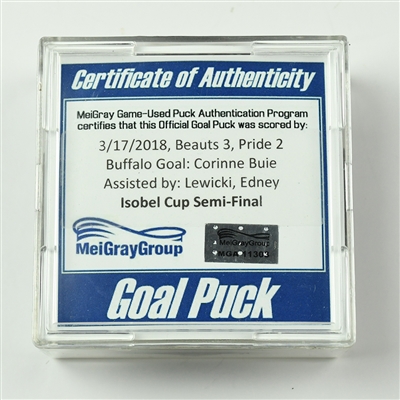 Certificate of Authenticity
MeiGray Game-Used Puck Authentication Program
certifies that this Official Goal Puck was scored by:
3/17/2018, Beauts 3, Pride 2
Buffalo Goal: Corinne Buie
Assisted by: Lewicki, Edney
Isobel Cup Semi-Final
MeiGrayGroup
Goal Puck